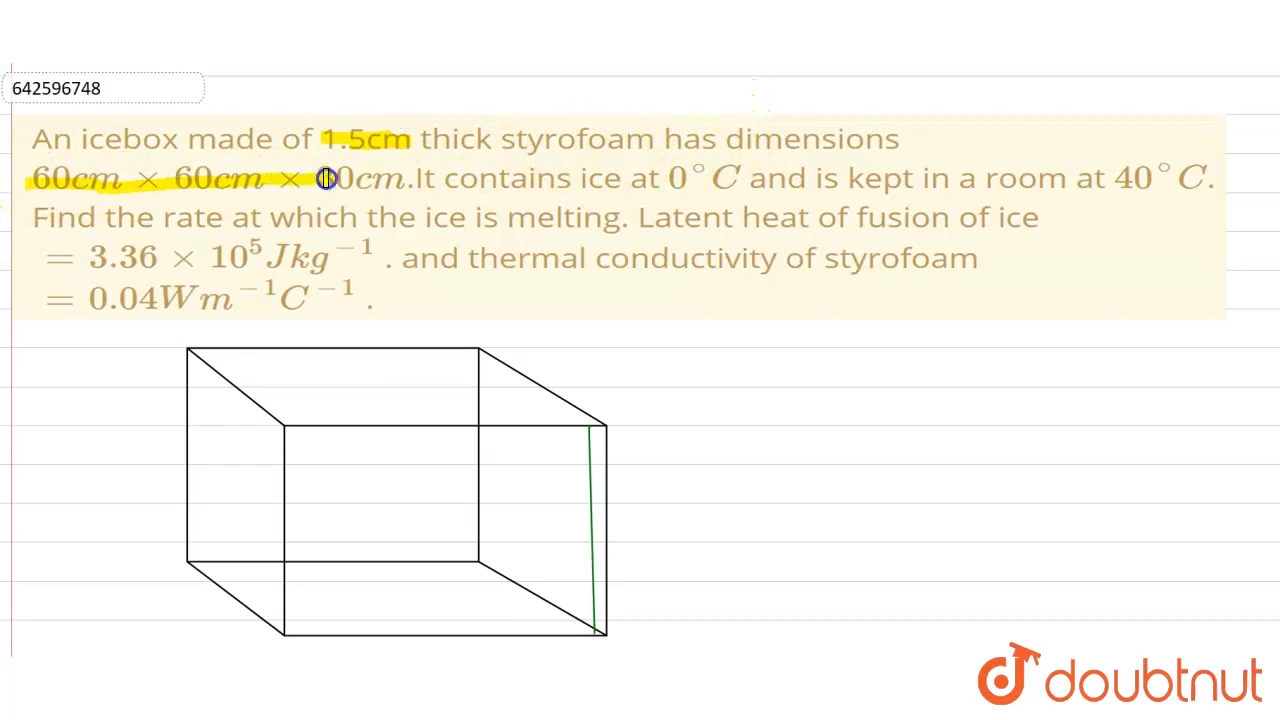 642596748
An icebox made of 1.5cm thick styrofoam has dimensions
60cm × 60cm × .It contains ice at 0°C and is kept in a room at 40°C.
Find the rate at which the ice is melting. Latent heat of fusion of ice
= 3.36 × 10⁵Jkg⁻¹ . and thermal conductivity of styrofoam
= 0.04Wm⁻¹C⁻¹ .
doubtnut